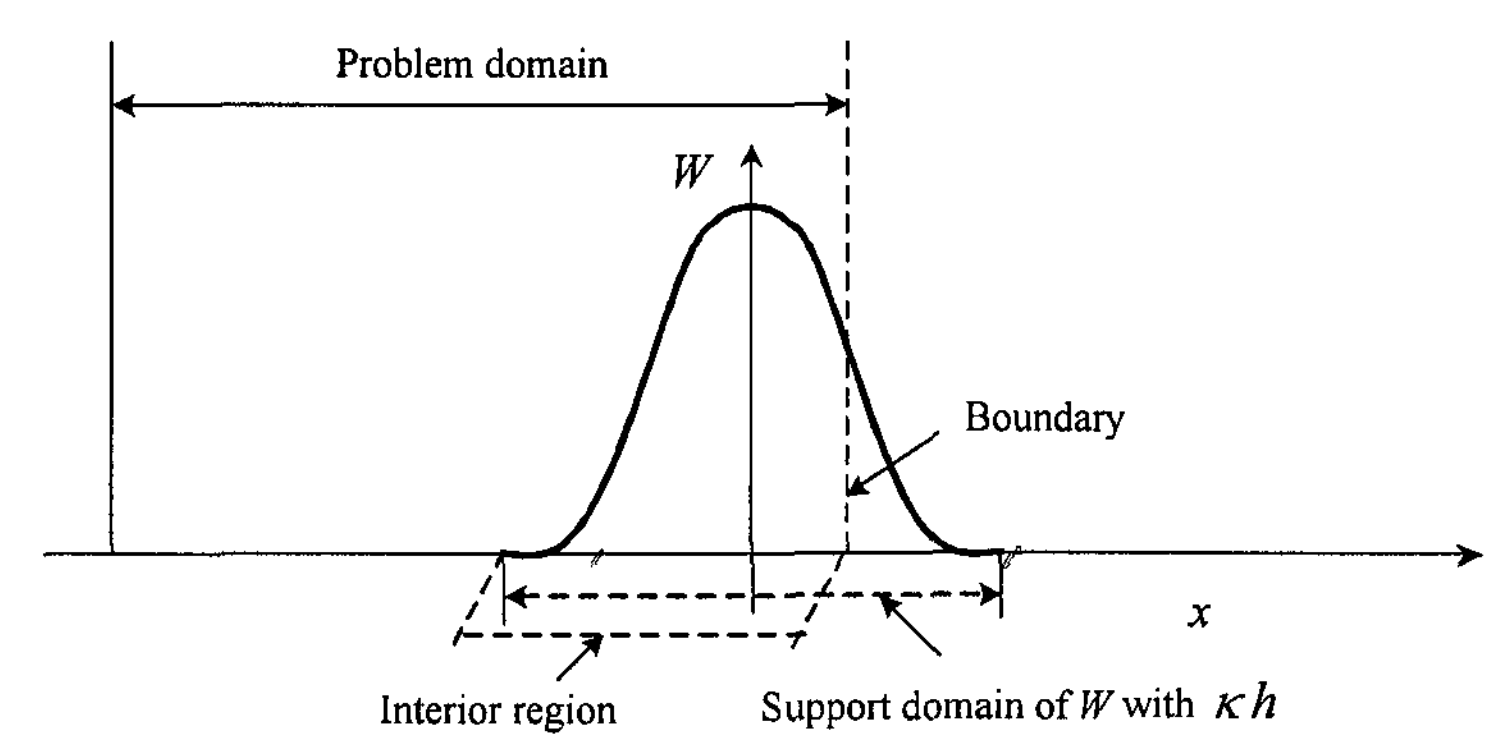 Problem domain
W
Boundary
x
Interior region
Support domain of W with κh